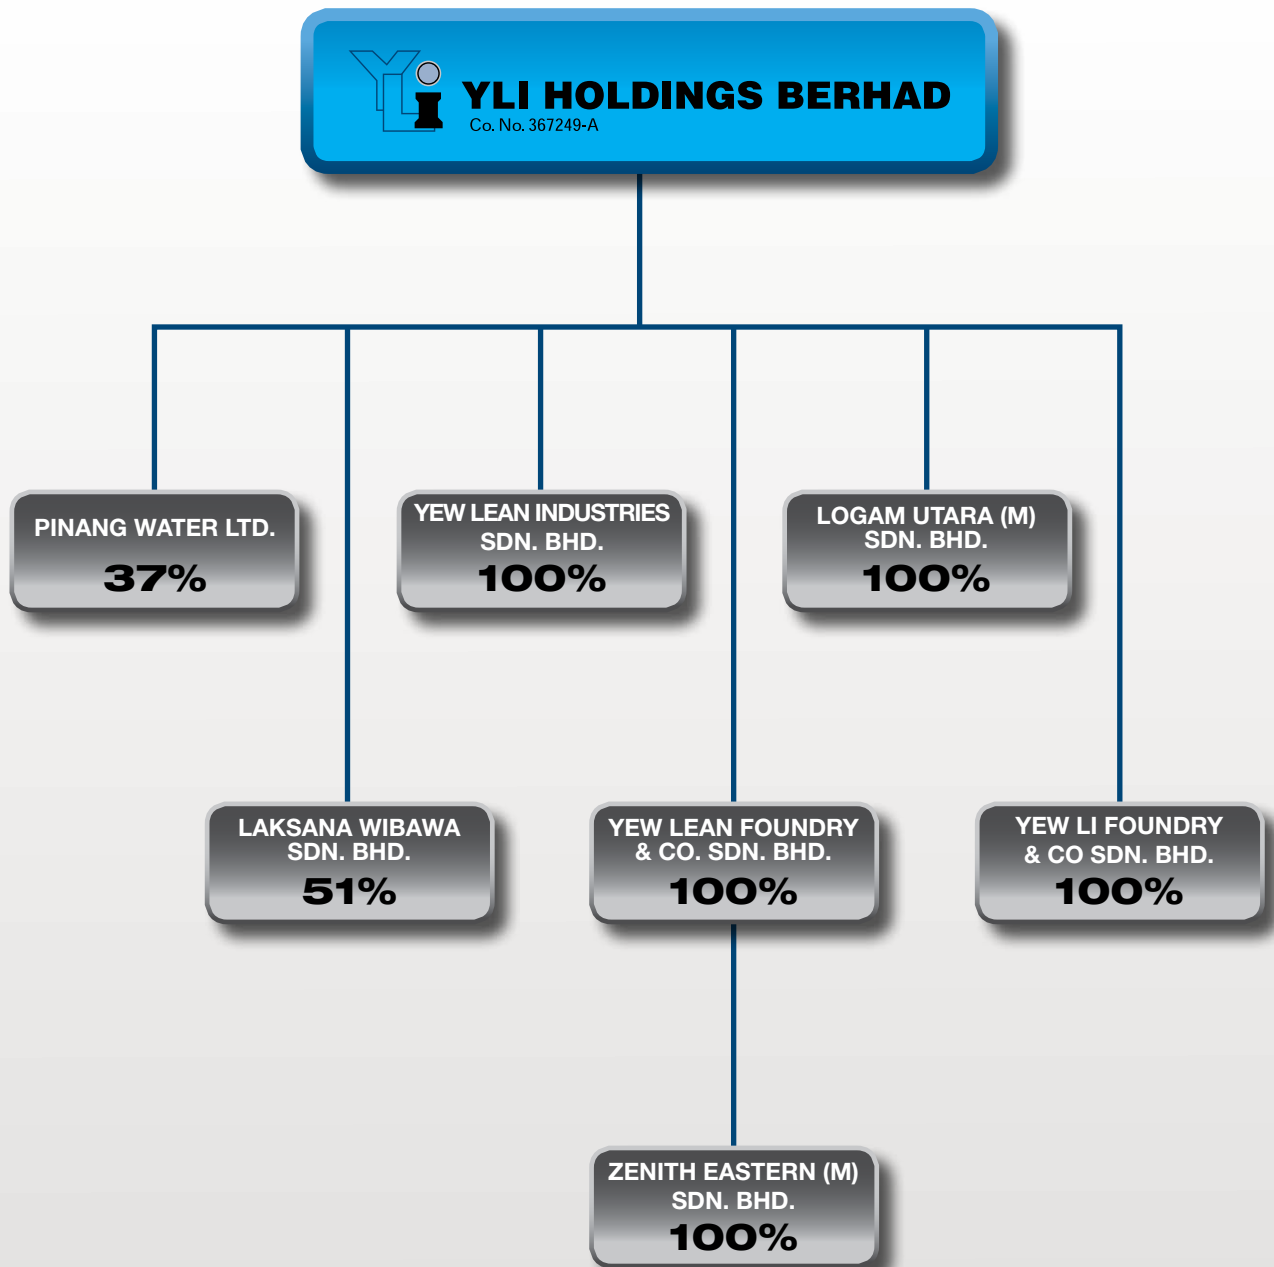 YLI
YLI HOLDINGS BERHAD
Co. No. 367249-A
PINANG WATER LTD.
37%
YEW LEAN INDUSTRIES
SDN. BHD.
100%
LOGAM UTARA (M)
SDN. BHD.
100%
LAKSANA WIBAWA
SDN. BHD.
51%
YEW LEAN FOUNDRY
& CO. SDN. BHD.
100%
YEW LI FOUNDRY
& CO SDN. BHD.
100%
ZENITH EASTERN (M)
SDN. BHD.
100%